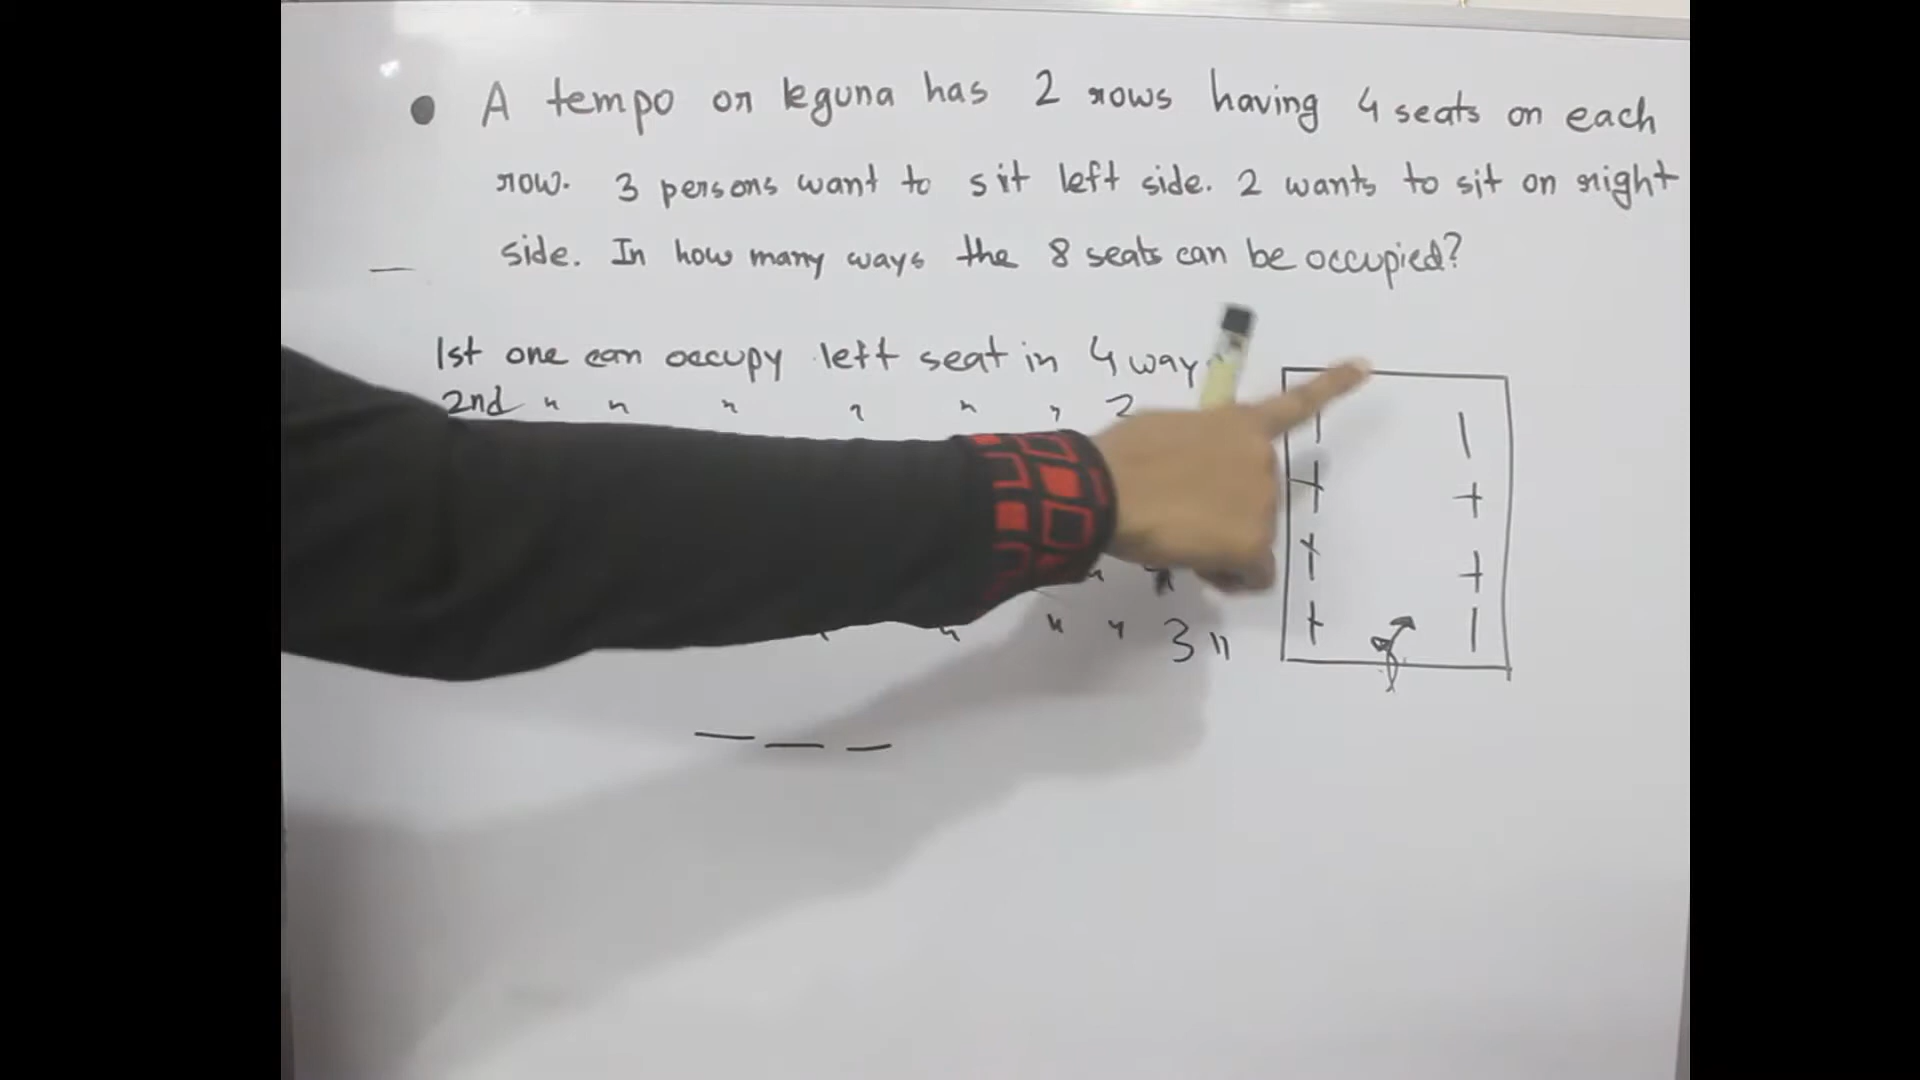 A tempo or leguna has 2 rows having 4 seats on each
row. 3 persons want to sit left side. 2 wants to sit on right
side. In how many ways the 8 seats can be occupied?
1st one can occupy left seat in 4 way
2nd " " " " " "
" "
" " " 3 "